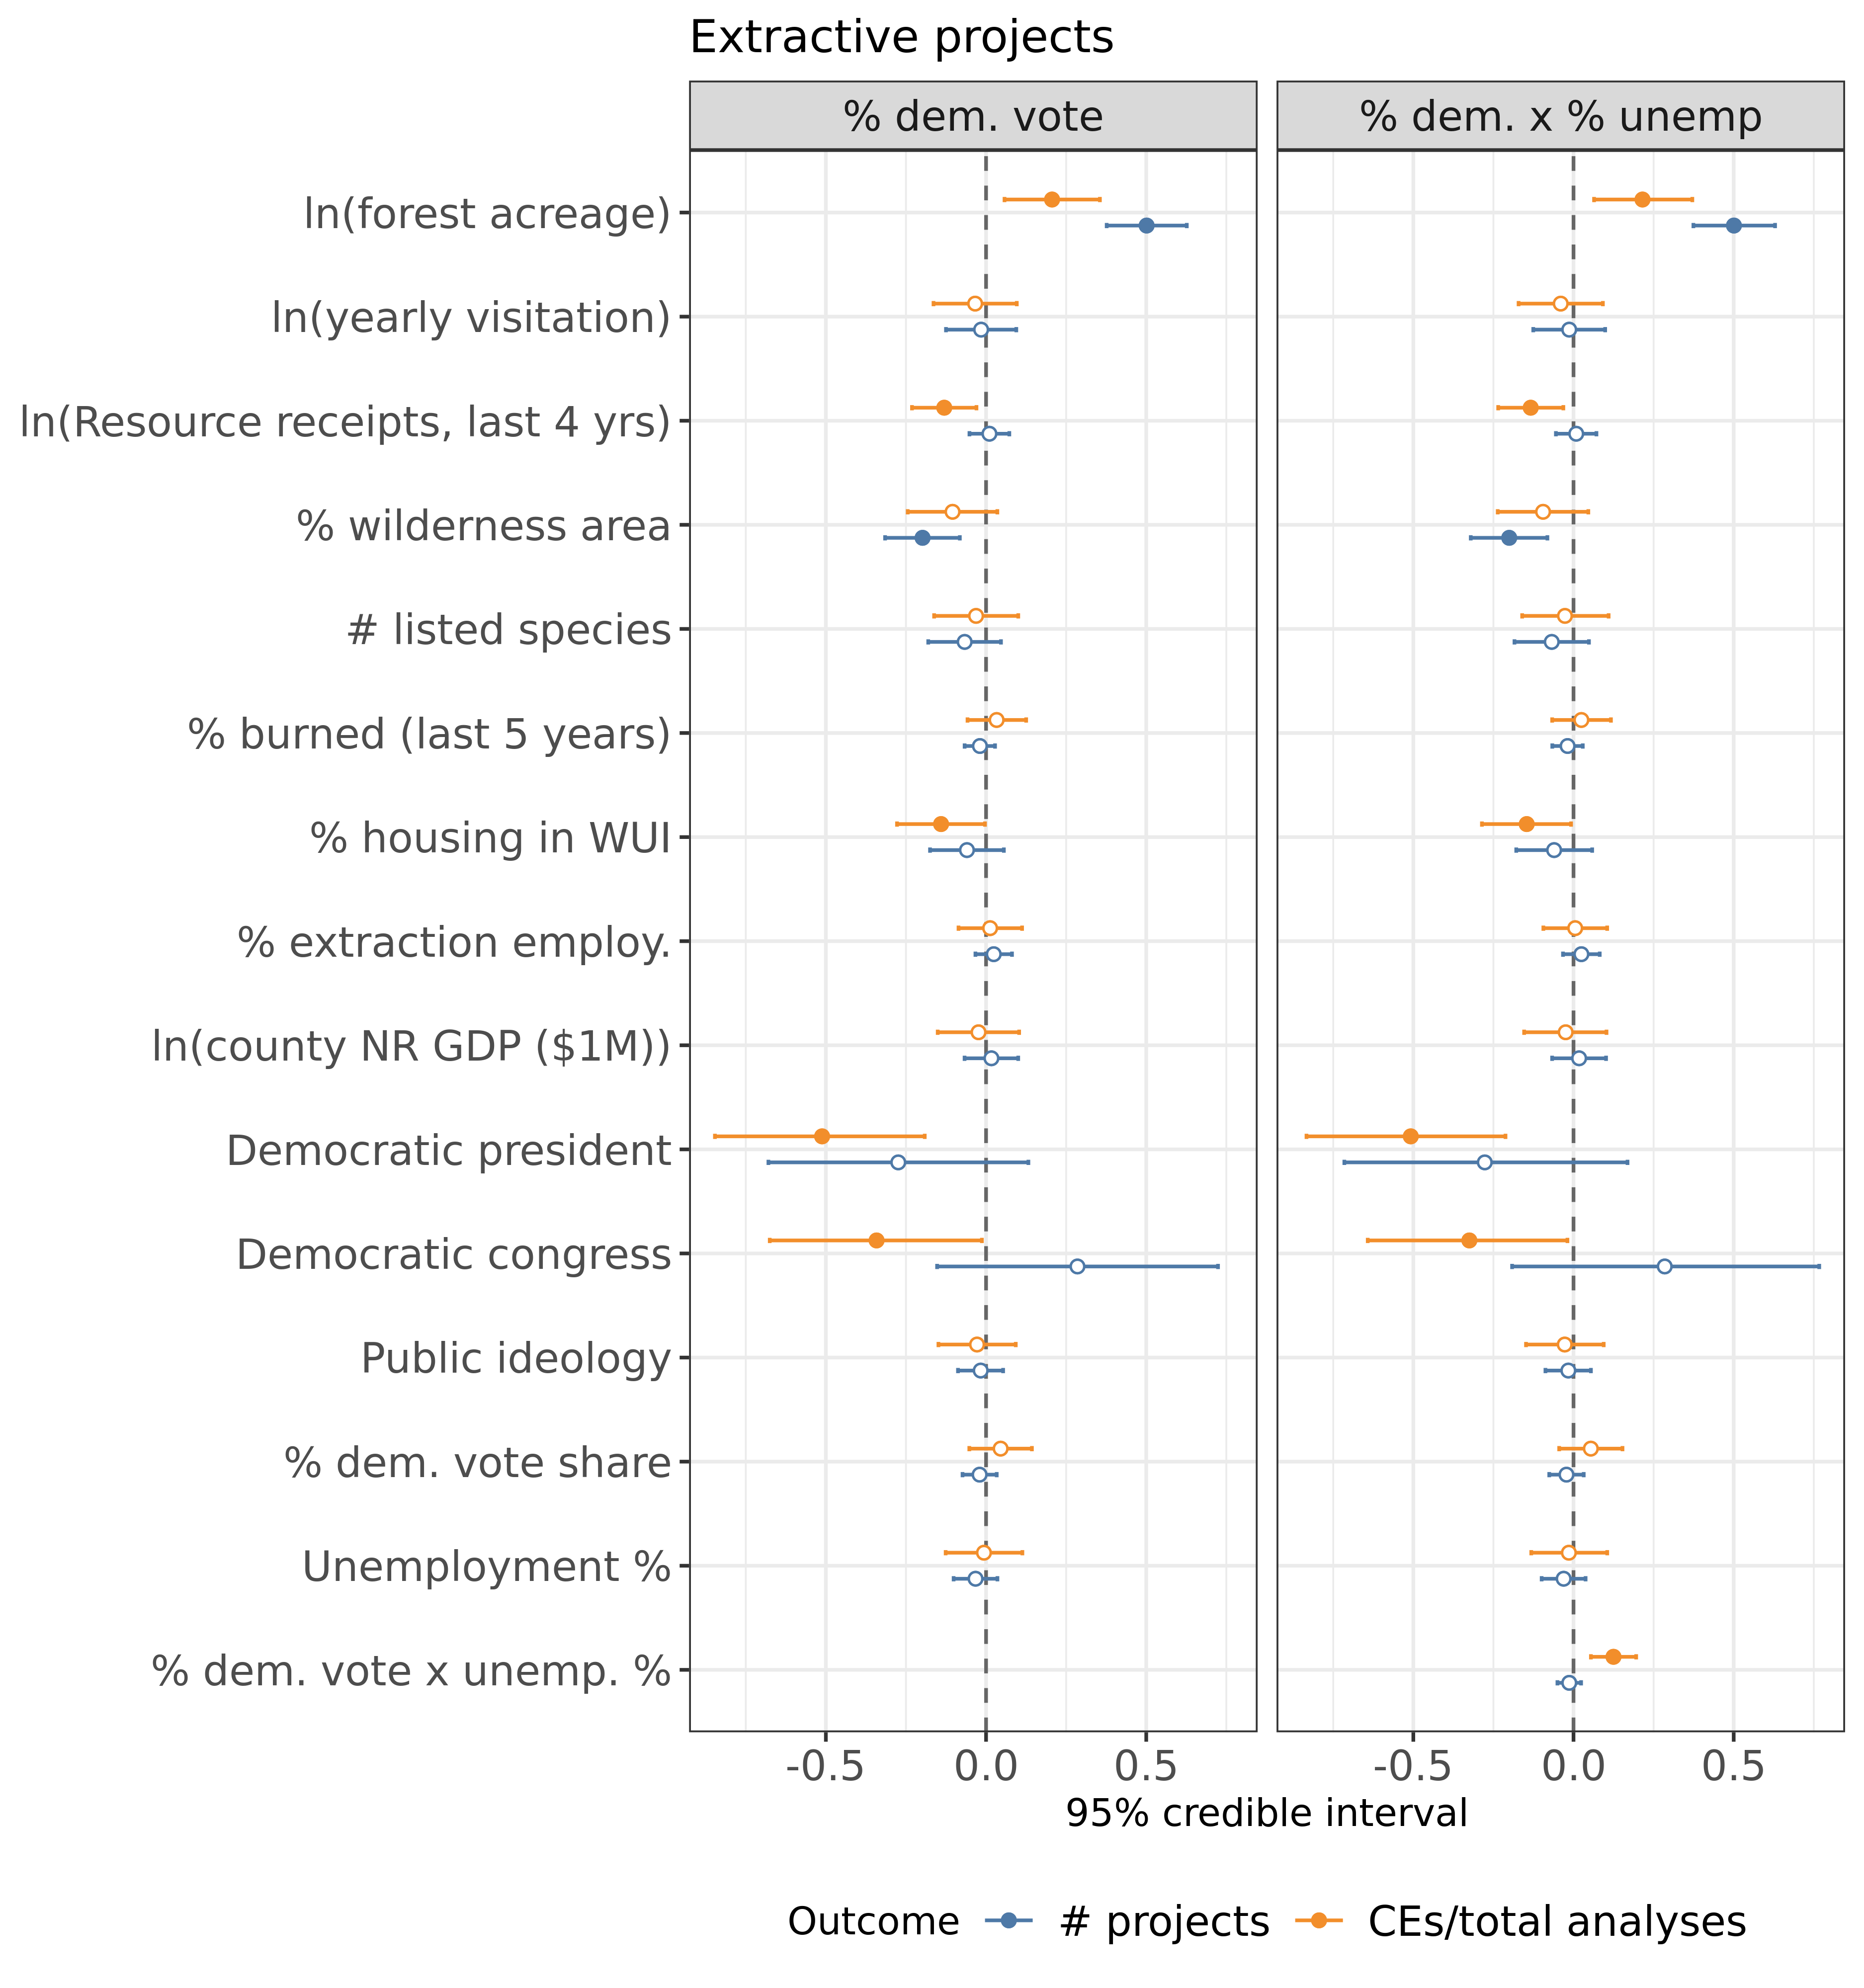 Extractive projects
% dem. vote
% dem. x % unemp
ln(forest acreage)
ln(yearly visitation)
ln(Resource receipts, last 4 yrs)
% wilderness area
# listed species
% burned (last 5 years)
% housing in WUI
% extraction employ.
ln(county NR GDP ($1M))
Democratic president
Democratic congress
Public ideology
% dem. vote share
Unemployment %
% dem. vote x unemp. %
-0.5 0.0 0.5
-0.5 0.0 0.5
95% credible interval
Outcome # projects CEs/total analyses